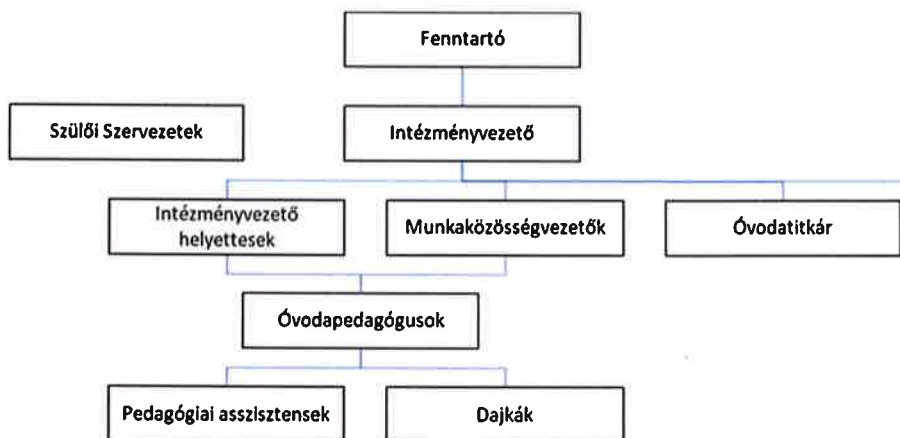 Fenntartó
Szülői Szervezetek
Intézményvezető
Intézményvezető
helyettesek
Munkaközösségvezetők
Óvodatitkár
Óvodapedagógusok
Pedagógiai asszisztensek
Dajkák